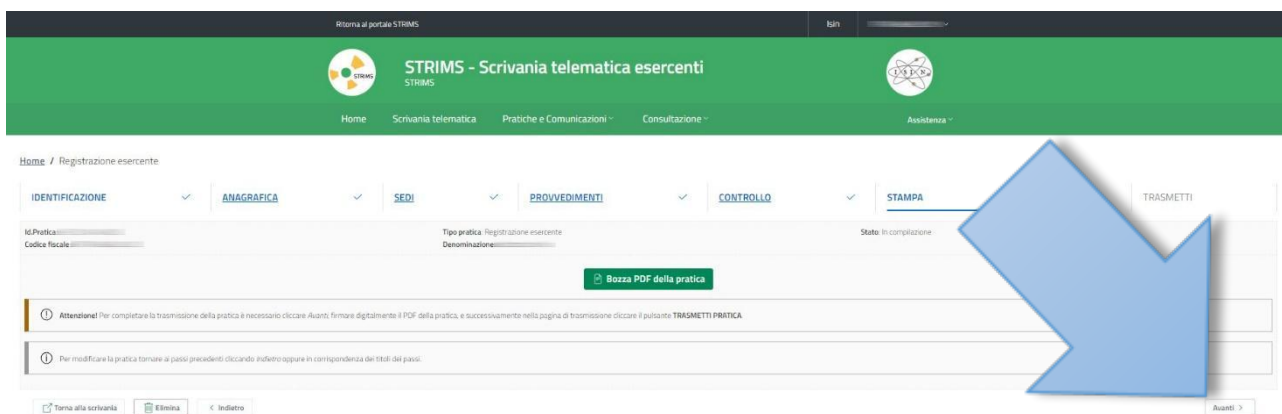 Ritorna al portale STRIMS
Isin
STRIMS
STRIMS - Scrivania telematica esercenti
STRIMS
Home Scrivania telematica Pratiche e Comunicazioni Consultazione Assistenza
Home / Registrazione esercente
IDENTIFICAZIONE ANAGRAFICA SEDI PROVVEDIMENTI CONTROLLO STAMPA TRASMETTI
Id.Pratica: Tipo pratica: Registrazione esercente Stato: In compilazione
Codice fiscale Denominazione:
Bozza PDF della pratica
Attenzione! Per completare la trasmissione della pratica è necessario cliccare Avanti, firmare digitalmente il PDF della pratica, e successivamente nella pagina di trasmissione cliccare il pulsante TRASMETTI PRATICA.
Per modificare la pratica tornare ai passi precedenti cliccando indietro oppure in corrispondenza dei titoli dei passi.
Torna alla scrivania Elimina < Indietro Avanti >